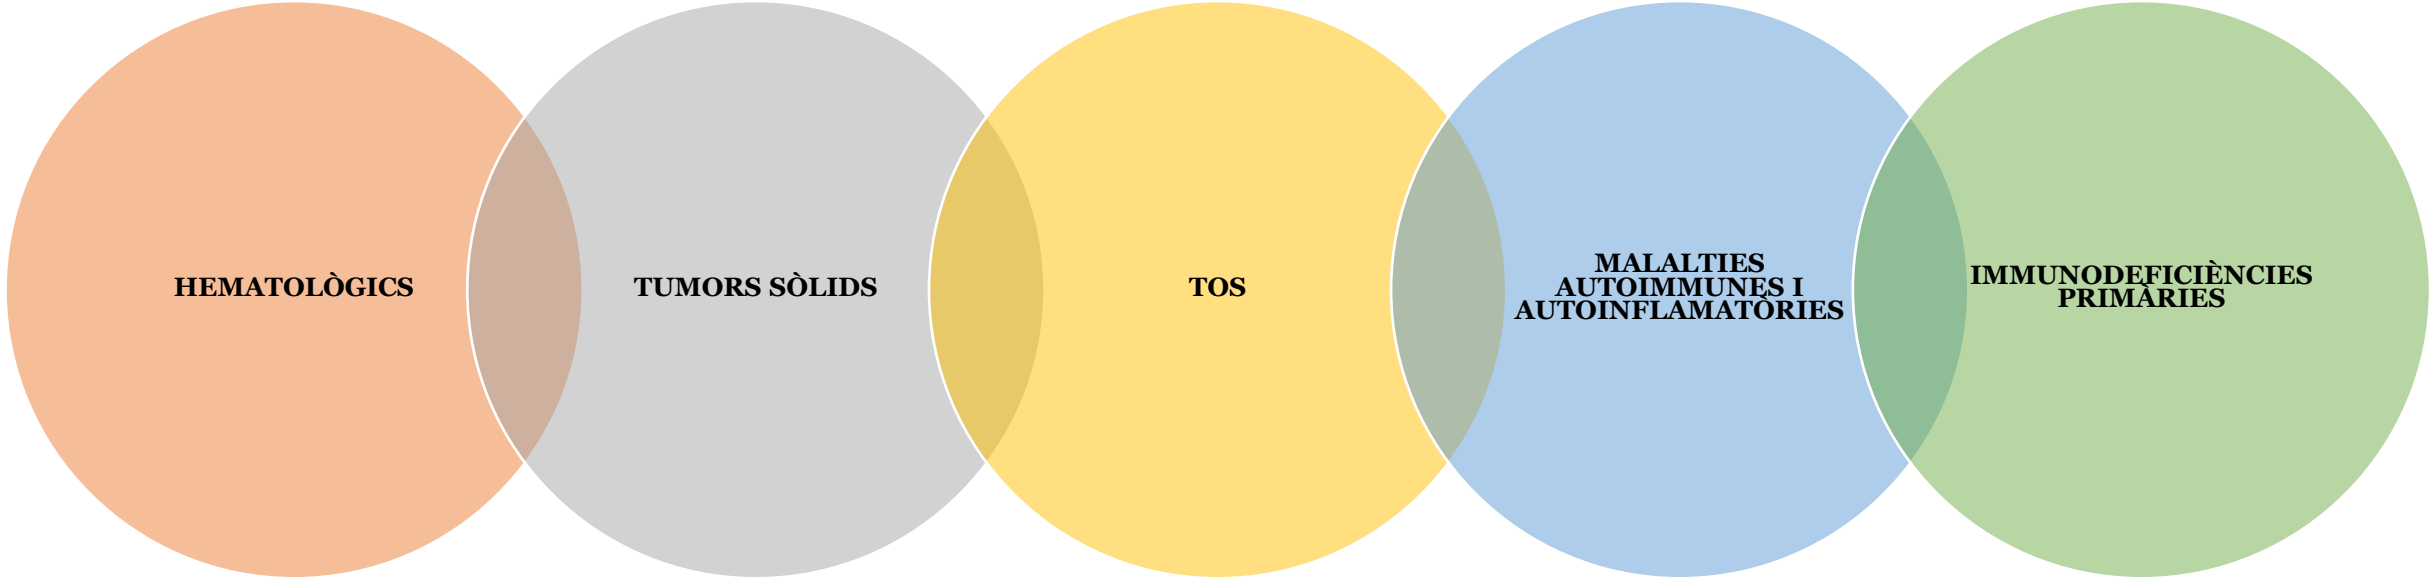 HEMATOLÒGICS
TUMORS SÒLIDS
TOS
MALALTIES
AUTOIMMUNES I
AUTOINFLAMATÒRIES
IMMUNODEFICIÈNCIES
PRIMÀRIES